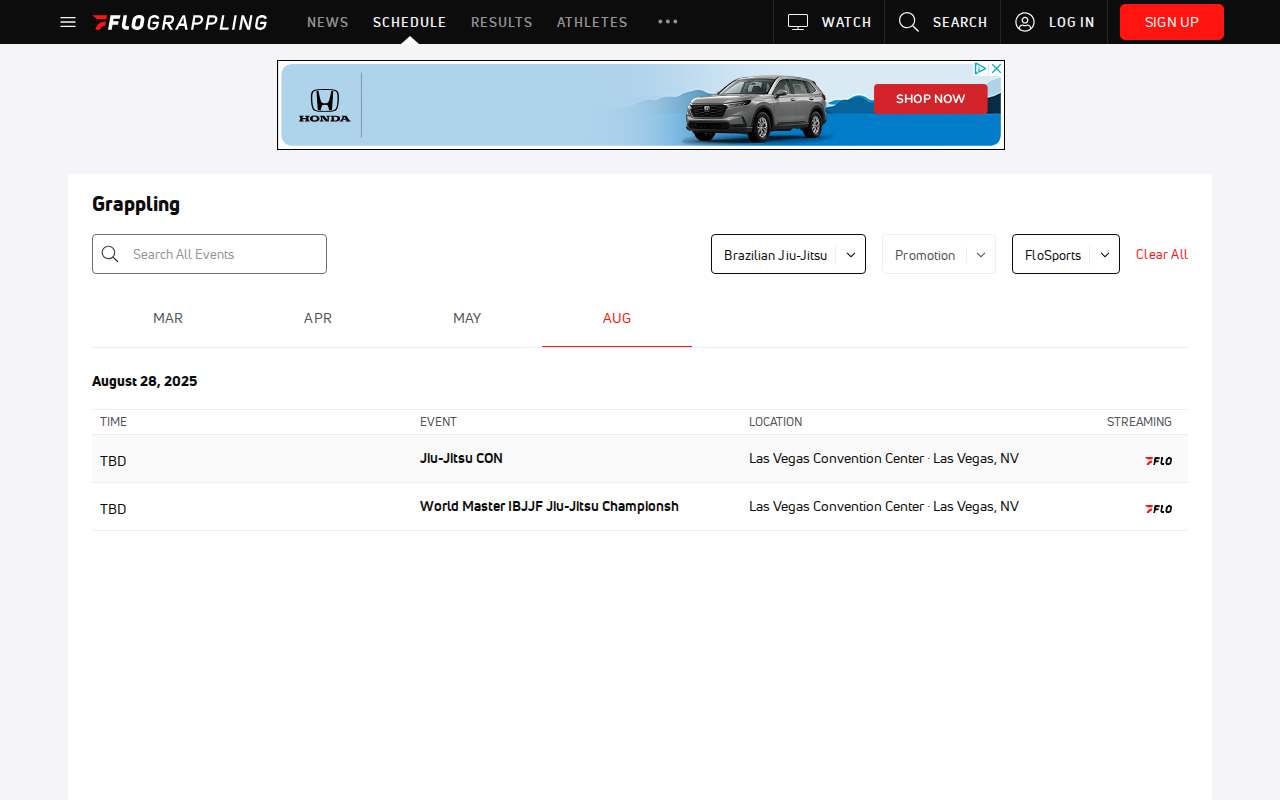 FLOGRAPPLING NEWS SCHEDULE RESULTS ATHLETES WATCH SEARCH LOG IN SIGN UP
HONDA SHOP NOW
Grappling
Search All Events Brazilian Jiu-Jitsu Promotion FloSports Clear All
MAR APR MAY AUG
August 28, 2025
TIME EVENT LOCATION STREAMING
TBD Jiu-Jitsu CON Las Vegas Convention Center · Las Vegas, NV FLO
TBD World Master IBJJF Jiu-Jitsu Championsh Las Vegas Convention Center · Las Vegas, NV FLO